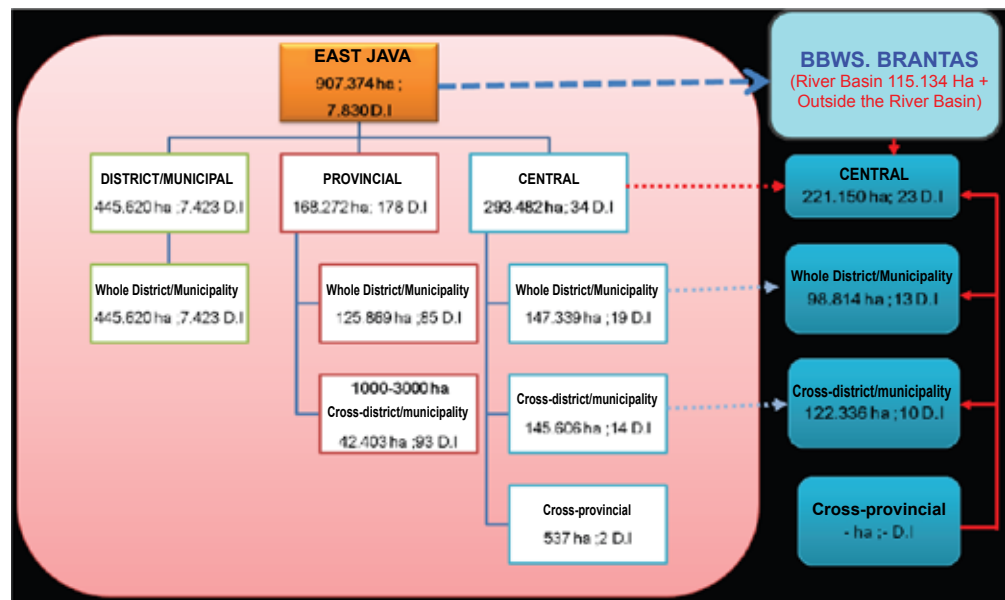 EAST JAVA
907.374 ha ;
7.830 D.I
BBWS. BRANTAS
(River Basin 115.134 Ha +
Outside the River Basin)
DISTRICT/MUNICIPAL
445.620 ha ;7.423 D.I
PROVINCIAL
168.272 ha; 178 D.I
CENTRAL
293.482 ha; 34 D.I
CENTRAL
221.150 ha; 23 D.I
Whole District/Municipality
445.620 ha ;7.423 D.I
Whole District/Municipality
125.869 ha ;85 D.I
Whole District/Municipality
147.339 ha ;19 D.I
Whole District/Municipality
98.814 ha ;13 D.I
1000-3000 ha
Cross-district/municipality
42.403 ha ;93 D.I
Cross-district/municipality
145.606 ha ;14 D.I
Cross-district/municipality
122.336 ha ;10 D.I
Cross-provincial
537 ha ;2 D.I
Cross-provincial
- ha ;- D.I